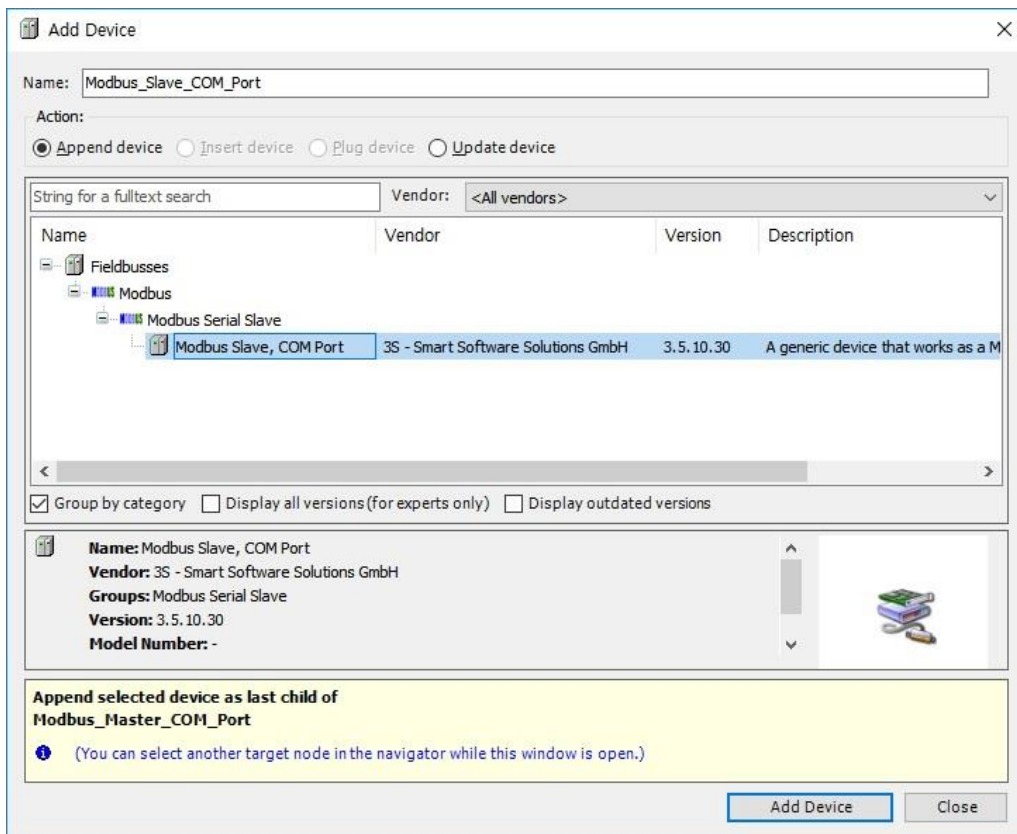 Add Device
Name: Modbus_Slave_COM_Port
Action:
Append device Insert device Plug device Update device
String for a fulltext search Vendor: <All vendors>
Name Vendor Version Description
Fieldbusses
Modbus
Modbus Serial Slave
Modbus Slave, COM Port 3S - Smart Software Solutions GmbH 3.5.10.30 A generic device that works as a M
Group by category Display all versions (for experts only) Display outdated versions
Name: Modbus Slave, COM Port
Vendor: 3S - Smart Software Solutions GmbH
Groups: Modbus Serial Slave
Version: 3.5.10.30
Model Number: -
Append selected device as last child of
Modbus_Master_COM_Port
(You can select another target node in the navigator while this window is open.)
Add Device Close